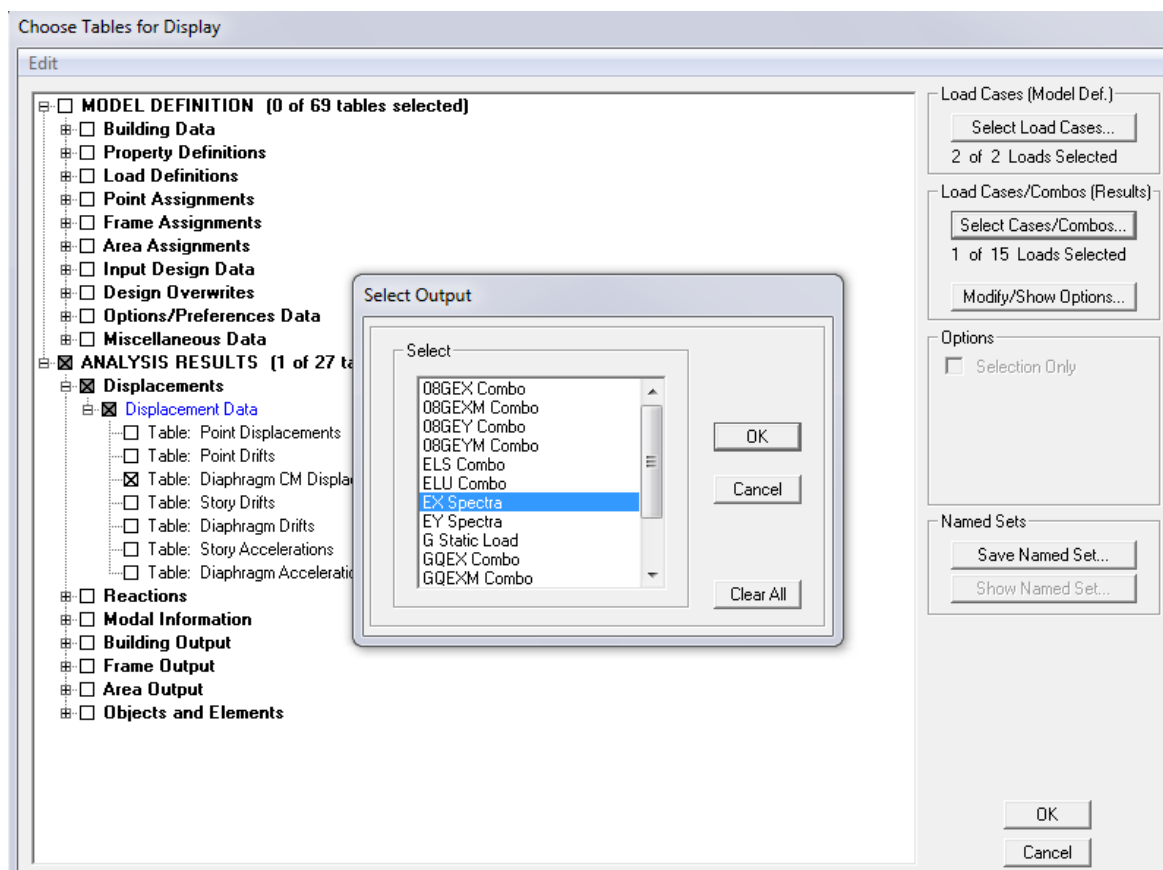 Choose Tables for Display
Edit
MODEL DEFINITION (0 of 69 tables selected)
Building Data
Property Definitions
Load Definitions
Point Assignments
Frame Assignments
Area Assignments
Input Design Data
Design Overwrites
Options/Preferences Data
Miscellaneous Data
ANALYSIS RESULTS (1 of 27 ta
Displacements
Displacement Data
Table: Point Displacements
Table: Point Drifts
Table: Diaphragm CM Displa
Table: Story Drifts
Table: Diaphragm Drifts
Table: Story Accelerations
Table: Diaphragm Acceleratic
Reactions
Modal Information
Building Output
Frame Output
Area Output
Objects and Elements
Select Output
Select
08GEX Combo
08GEXM Combo
08GEY Combo
08GEYM Combo
ELS Combo
ELU Combo
EX Spectra
EY Spectra
G Static Load
GQEX Combo
GQEXM Combo
OK
Cancel
Clear All
Load Cases (Model Def.)
Select Load Cases...
2 of 2 Loads Selected
Load Cases/Combos (Results)
Select Cases/Combos...
1 of 15 Loads Selected
Modify/Show Options...
Options
Selection Only
Named Sets
Save Named Set...
Show Named Set...
OK
Cancel